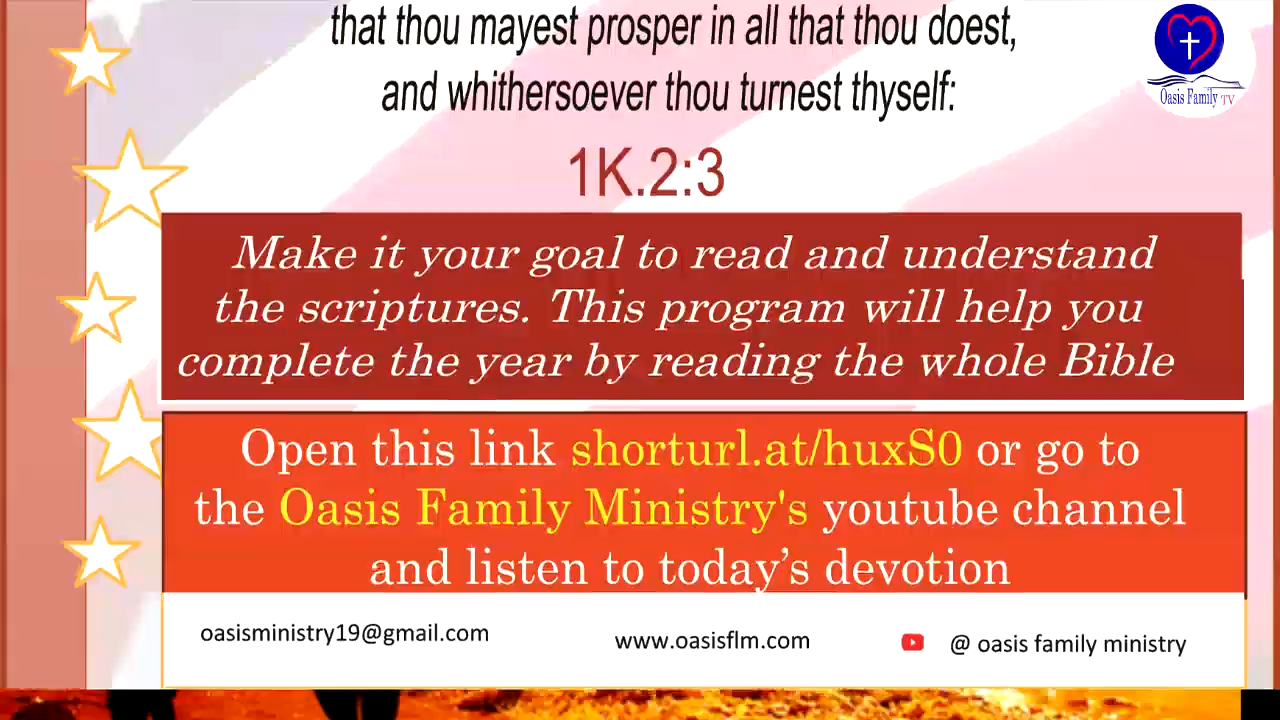 that thou mayest prosper in all that thou doest,
and whithersoever thou turnest thyself:
Oasis Family TV
1K.2:3
Make it your goal to read and understand
the scriptures. This program will help you
complete the year by reading the whole Bible
Open this link shorturl.at/huxS0 or go to
the Oasis Family Ministry's youtube channel
and listen to today’s devotion
oasisministry19@gmail.com
www.oasisflm.com
@ oasis family ministry